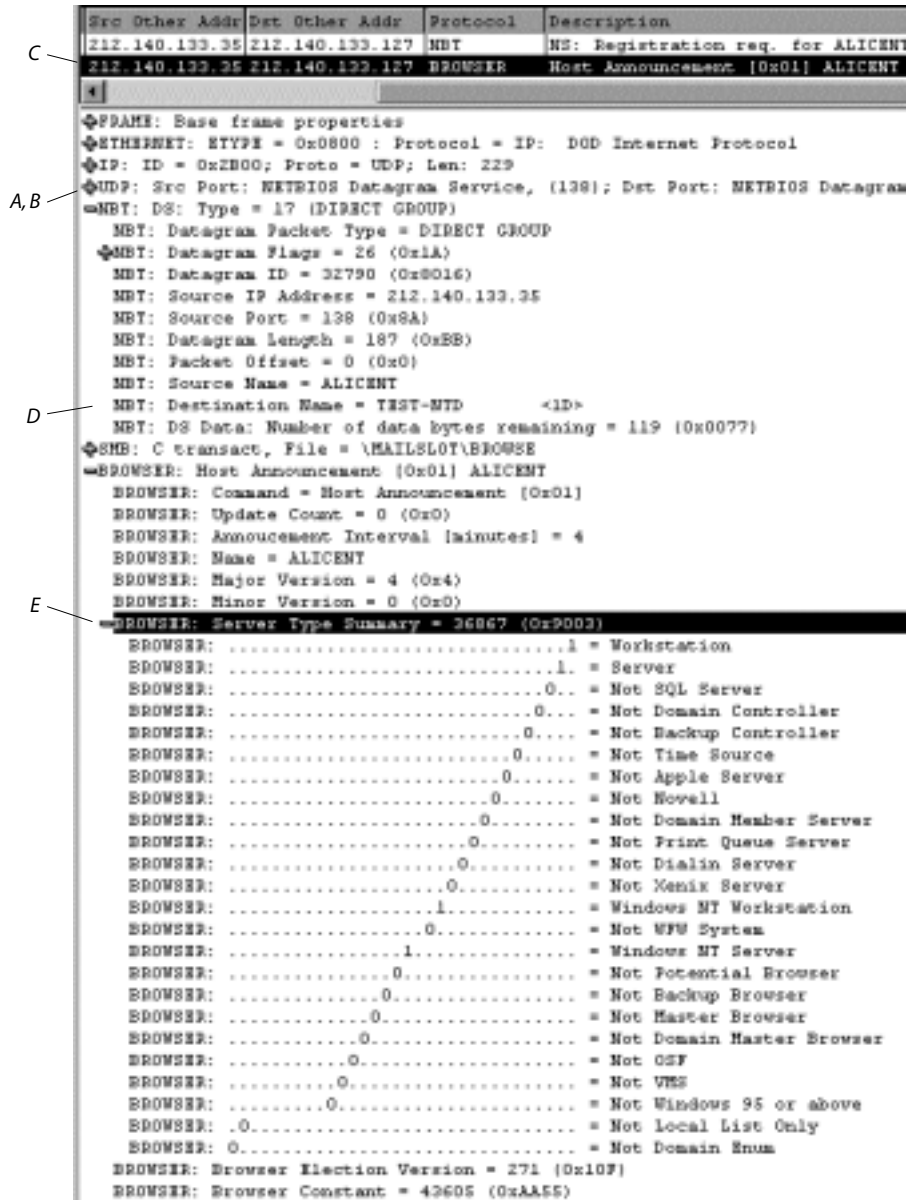 Src Other Addr Dst Other Addr Protocol Description
212.140.133.35 212.140.133.127 NBT NS: Registration req. for ALICENT
C 212.140.133.35 212.140.133.127 BROWSER Host Announcement [0x01] ALICENT
FRAME: Base frame properties
ETHERNET: ETYPE = 0x0800 : Protocol = IP: DOD Internet Protocol
IP: ID = 0x2B00; Proto = UDP; Len: 229
A, B UDP: Src Port: NETBIOS Datagram Service, (138); Dst Port: NETBIOS Datagram
NBT: DS: Type = 17 (DIRECT GROUP)
NBT: Datagram Packet Type = DIRECT GROUP
NBT: Datagram Flags = 26 (0x1A)
NBT: Datagram ID = 32790 (0x8016)
NBT: Source IP Address = 212.140.133.35
NBT: Source Port = 138 (0x8A)
NBT: Datagram Length = 187 (0xBB)
NBT: Packet Offset = 0 (0x0)
NBT: Source Name = ALICENT
D NBT: Destination Name = TEST-NTD <1D>
NBT: DS Data: Number of data bytes remaining = 119 (0x0077)
SMB: C transact, File = \MAILSLOT\BROWSE
BROWSER: Host Announcement [0x01] ALICENT
BROWSER: Command = Host Announcement [0x01]
BROWSER: Update Count = 0 (0x0)
BROWSER: Annoucement Interval [minutes] = 4
BROWSER: Name = ALICENT
BROWSER: Major Version = 4 (0x4)
BROWSER: Minor Version = 0 (0x0)
E BROWSER: Server Type Summary = 36867 (0x9003)
BROWSER: ...............................1 = Workstation
BROWSER: ..............................1. = Server
BROWSER: .............................0.. = Not SQL Server
BROWSER: ............................0... = Not Domain Controller
BROWSER: ...........................0.... = Not Backup Controller
BROWSER: ..........................0..... = Not Time Source
BROWSER: .........................0...... = Not Apple Server
BROWSER: ........................0....... = Not Novell
BROWSER: .......................0........ = Not Domain Member Server
BROWSER: ......................0......... = Not Print Queue Server
BROWSER: .....................0.......... = Not Dialin Server
BROWSER: ....................0........... = Not Xenix Server
BROWSER: ...................1............ = Windows NT Workstation
BROWSER: ..................0............. = Not WFW System
BROWSER: ................1............... = Windows NT Server
BROWSER: ...............0................ = Not Potential Browser
BROWSER: ..............0................. = Not Backup Browser
BROWSER: .............0.................. = Not Master Browser
BROWSER: ............0................... = Not Domain Master Browser
BROWSER: ...........0.................... = Not OSF
BROWSER: ..........0..................... = Not VMS
BROWSER: .........0...................... = Not Windows 95 or above
BROWSER: .0.............................. = Not Local List Only
BROWSER: 0............................... = Not Domain Enum
BROWSER: Browser Election Version = 271 (0x10F)
BROWSER: Browser Constant = 43605 (0xAA55)